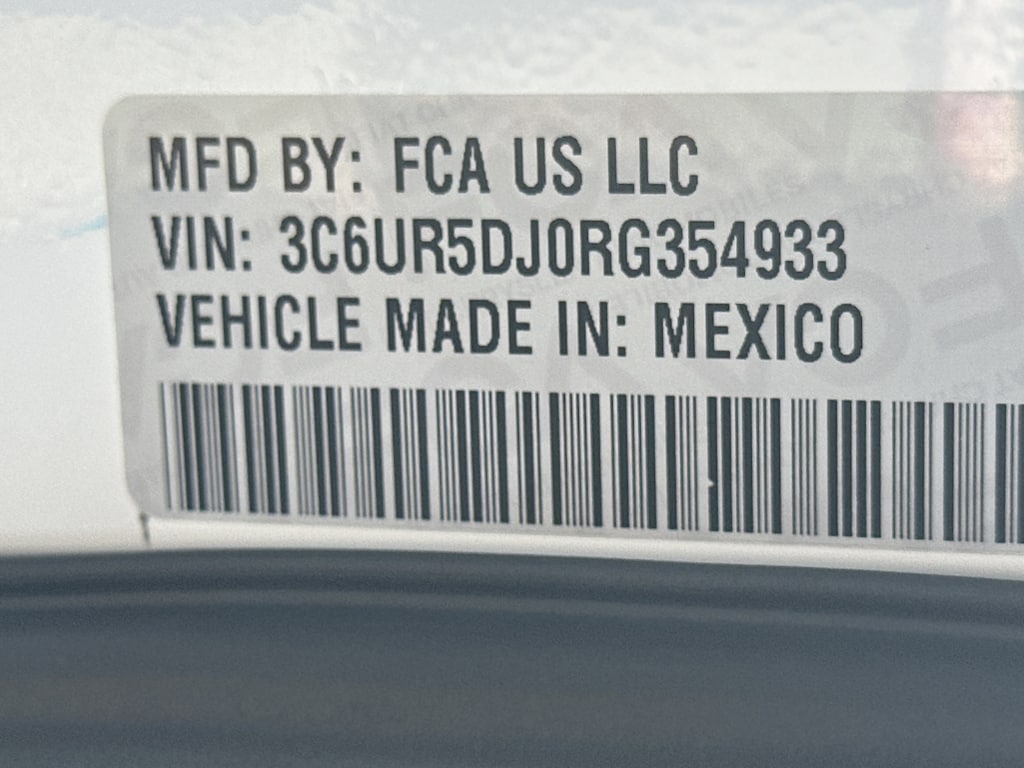 MFD BY: FCA US LLC
VIN: 3C6UR5DJ0RG354933
VEHICLE MADE IN: MEXICO